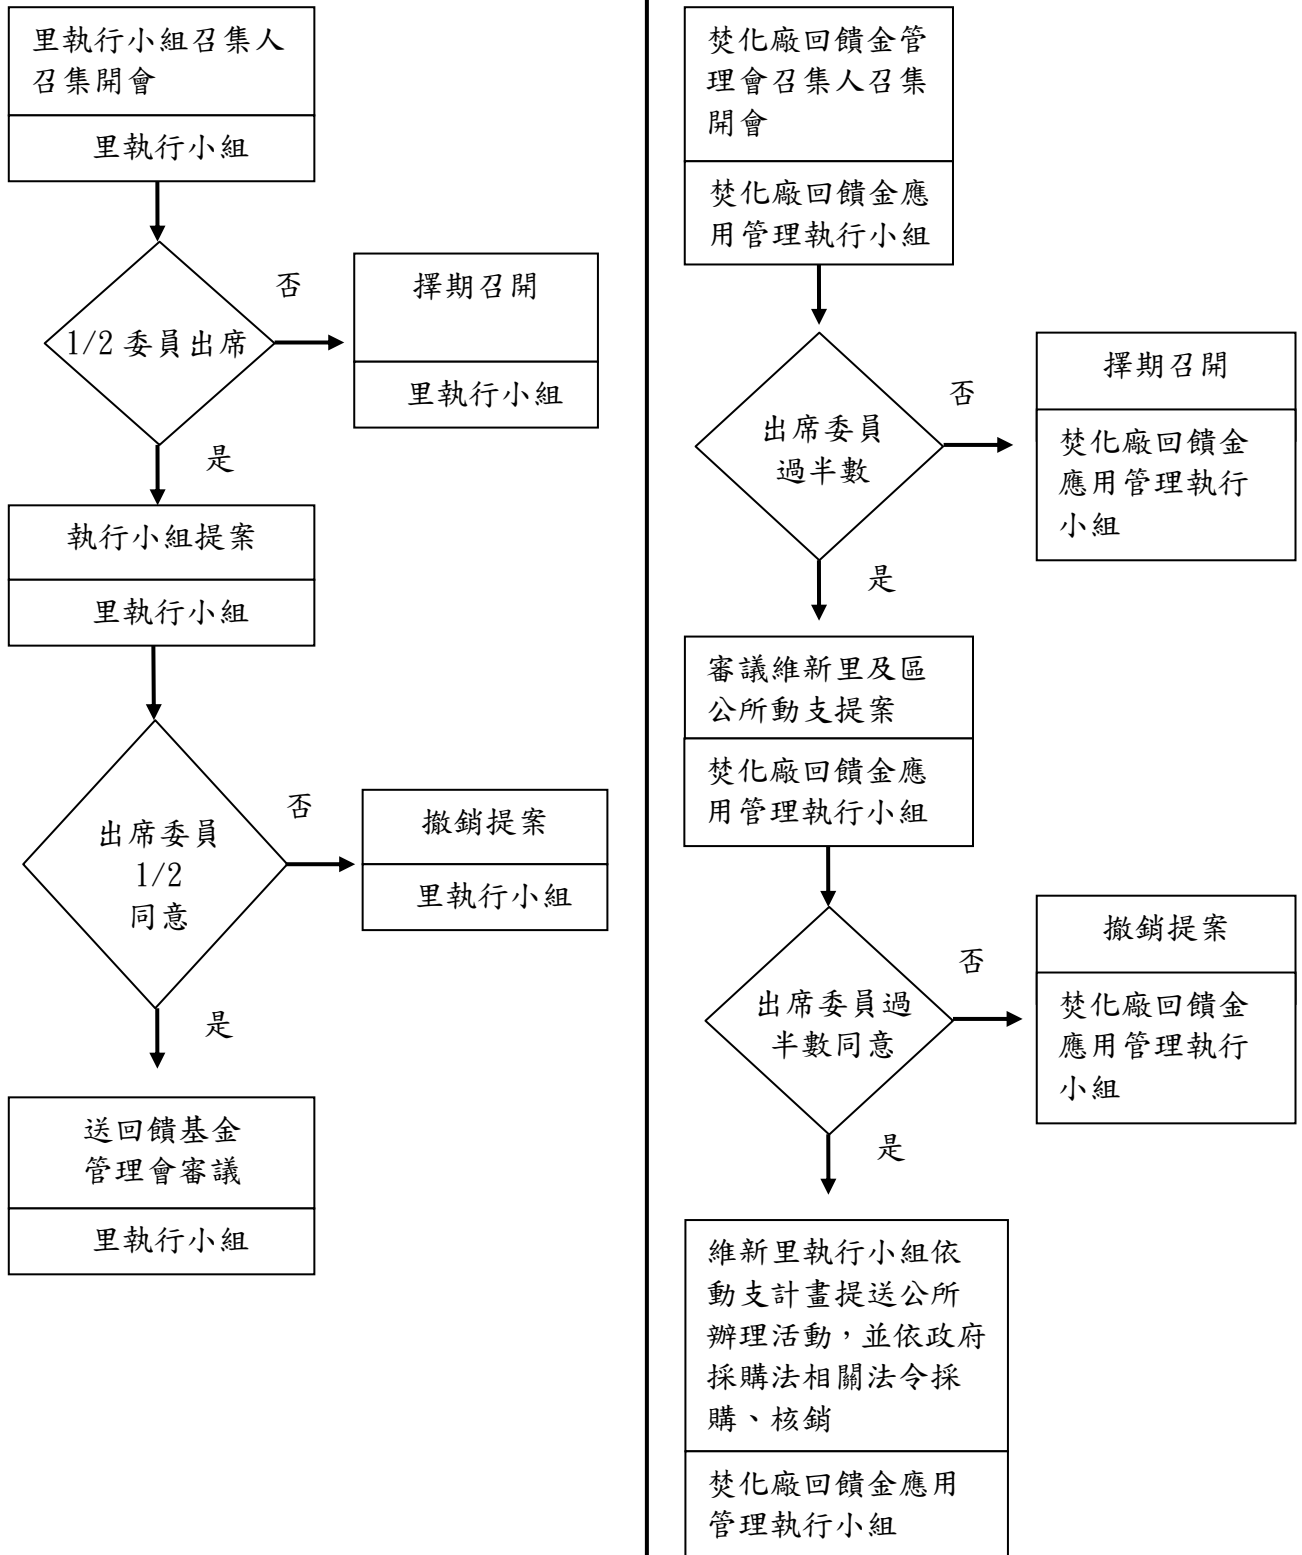 里執行小組召集人
召集開會
里執行小組
1/2 委員出席
否
擇期召開
里執行小組
是
執行小組提案
里執行小組
出席委員
1/2
同意
否
撤銷提案
里執行小組
是
送回饋基金
管理會審議
里執行小組
焚化廠回饋金管
理會召集人召集
開會
焚化廠回饋金應
用管理執行小組
出席委員
過半數
否
擇期召開
焚化廠回饋金
應用管理執行
小組
是
審議維新里及區
公所動支提案
焚化廠回饋金應
用管理執行小組
出席委員過
半數同意
否
撤銷提案
焚化廠回饋金
應用管理執行
小組
是
維新里執行小組依
動支計畫提送公所
辦理活動，並依政府
採購法相關法令採
購、核銷
焚化廠回饋金應用
管理執行小組